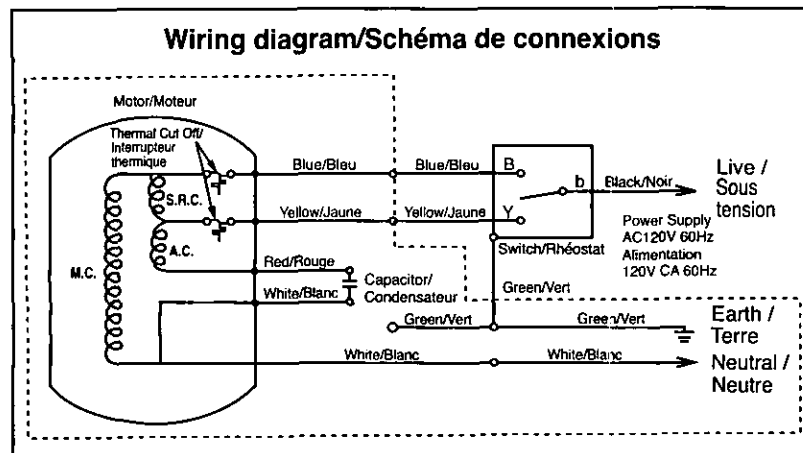 Wiring diagram/Schéma de connexions
Motor/Moteur
Thermal Cut Off/
Interrupteur
thermique
Blue/Bleu
Blue/Bleu
B
b
Black/Noir
Live /
Sous
tension
S.R.C.
Yellow/Jaune
Yellow/Jaune
Y
Power Supply
AC120V 60Hz
Alimentation
120V CA 60Hz
Switch/Rhéostat
A.C.
M.C.
Red/Rouge
Capacitor/
Condensateur
White/Blanc
Green/Vert
Green/Vert
Green/Vert
Earth /
Terre
White/Blanc
White/Blanc
Neutral /
Neutre